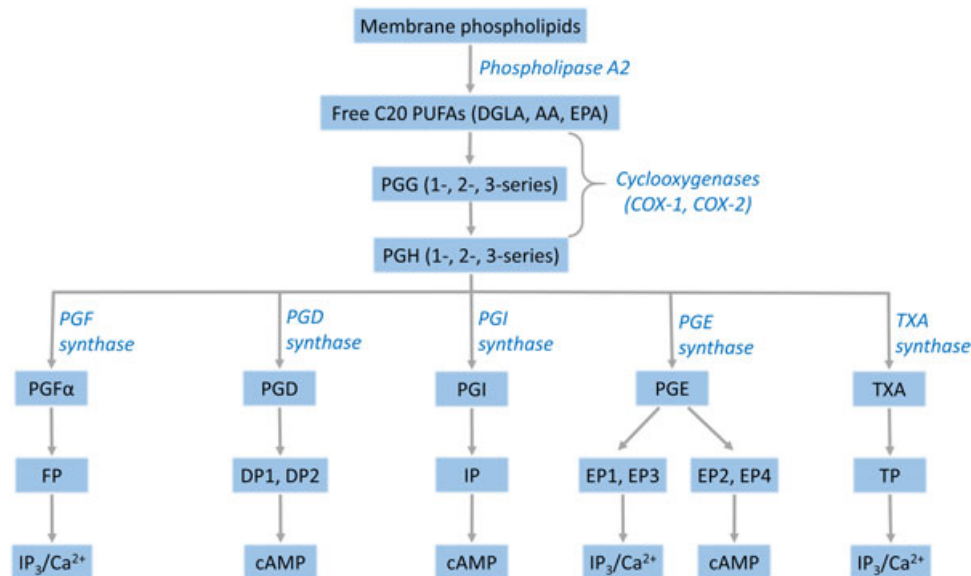 Membrane phospholipids
Phospholipase A2
Free C20 PUFAs (DGLA, AA, EPA)
PGG (1-, 2-, 3-series)
Cyclooxygenases
(COX-1, COX-2)
PGH (1-, 2-, 3-series)
PGF
synthase
PGD
synthase
PGI
synthase
PGE
synthase
TXA
synthase
PGFα
PGD
PGI
PGE
TXA
FP
DP1, DP2
IP
EP1, EP3
EP2, EP4
TP
IP₃/Ca²⁺
cAMP
cAMP
IP₃/Ca²⁺
cAMP
IP₃/Ca²⁺